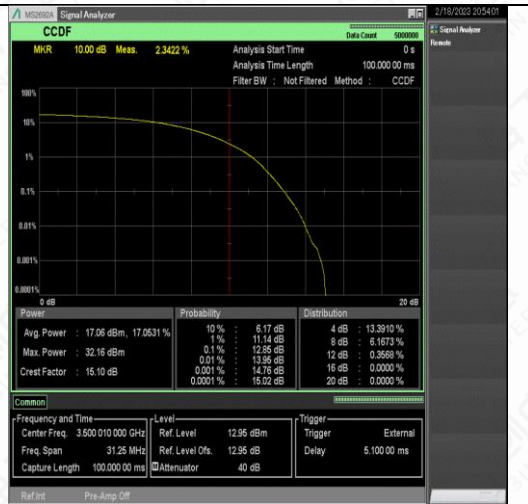 MS2692A Signal Analyzer
2/18/2023 20:54:01
CCDF
Data Count 5000000
Signal Analyzer
Remote
MKR 10.00 dB Meas. 2.3422 %
Analysis Start Time 0 s
Analysis Time Length 100.000 00 ms
Filter BW : Not Filtered Method : CCDF
100%
10%
1%
0.1%
0.01%
0.001%
0.0001%
0 dB 20 dB
Power
Avg. Power : 17.06 dBm, 17.0531 %
Max. Power : 32.16 dBm
Crest Factor : 15.10 dB
Probability
10 % : 6.17 dB
1 % : 11.14 dB
0.1 % : 12.85 dB
0.01 % : 13.95 dB
0.001 % : 14.76 dB
0.0001 % : 15.02 dB
Distribution
4 dB : 13.3910 %
8 dB : 6.1673 %
12 dB : 0.3568 %
16 dB : 0.0000 %
20 dB : 0.0000 %
Common
Frequency and Time
Center Freq. 3.500 010 000 GHz
Freq. Span 31.25 MHz
Capture Length 100.000 00 ms
Level
Ref. Level 12.95 dBm
Ref. Level Ofs. 12.95 dB
Attenuator 40 dB
Trigger
Trigger External
Delay 5.100 00 ms
Ref.Int Pre-Amp Off